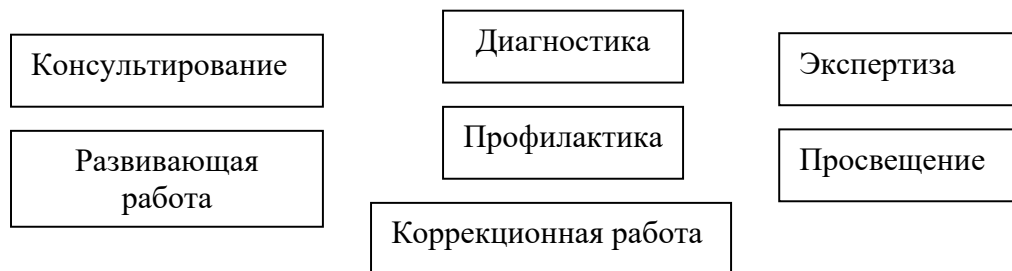 Диагностика
Консультирование
Экспертиза
Профилактика
Развивающая
работа
Просвещение
Коррекционная работа